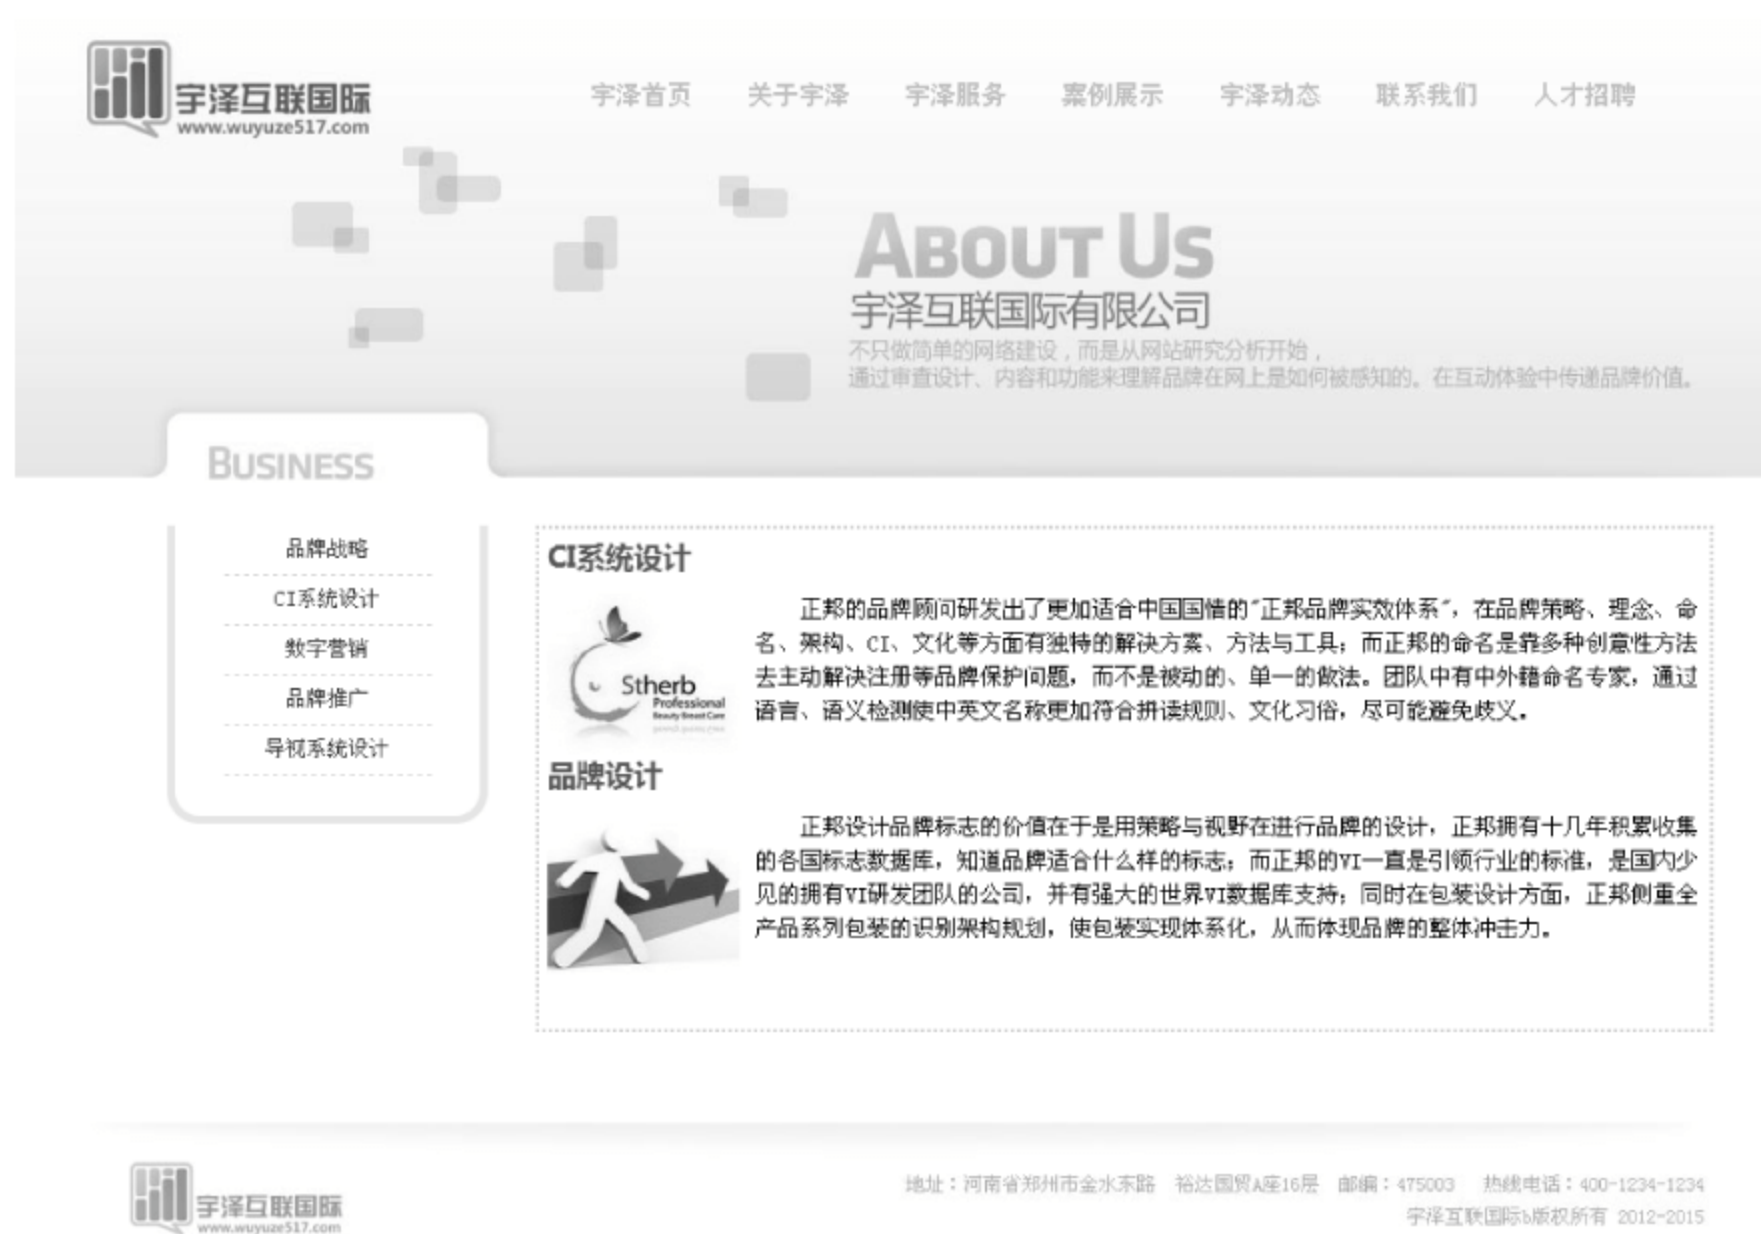 宇泽互联国际
www.wuyuze517.com
宇泽首页 关于宇泽 宇泽服务 案例展示 宇泽动态 联系我们 人才招聘
ABOUT US
宇泽互联国际有限公司
不只做简单的网络建设，而是从网站研究分析开始，
通过审查设计、内容和功能来理解品牌在网上是如何被感知的。在互动体验中传递品牌价值。
BUSINESS
品牌战略
CI系统设计
数字营销
品牌推广
导视系统设计
CI系统设计
正邦的品牌顾问研发出了更加适合中国国情的"正邦品牌实效体系"，在品牌策略、理念、命
名、架构、CI、文化等方面有独特的解决方案、方法与工具；而正邦的命名是靠多种创意性方法
去主动解决注册等品牌保护问题，而不是被动的、单一的做法。团队中有中外籍命名专家，通过
语言、语义检测使中英文名称更加符合拼读规则、文化习俗，尽可能避免歧义。
Stherb
Professional
Beauty Breast Care
品牌设计
正邦设计品牌标志的价值在于是用策略与视野在进行品牌的设计，正邦拥有十几年积累收集
的各国标志数据库，知道品牌适合什么样的标志；而正邦的VI一直是引领行业的标准，是国内少
见的拥有VI研发团队的公司，并有强大的世界VI数据库支持；同时在包装设计方面，正邦侧重全
产品系列包装的识别架构规划，使包装实现体系化，从而体现品牌的整体冲击力。
宇泽互联国际
www.wuyuze517.com
地址：河南省郑州市金水东路 裕达国贸A座16层 邮编：475003 热线电话：400-1234-1234
宇泽互联国际b版权所有 2012-2015